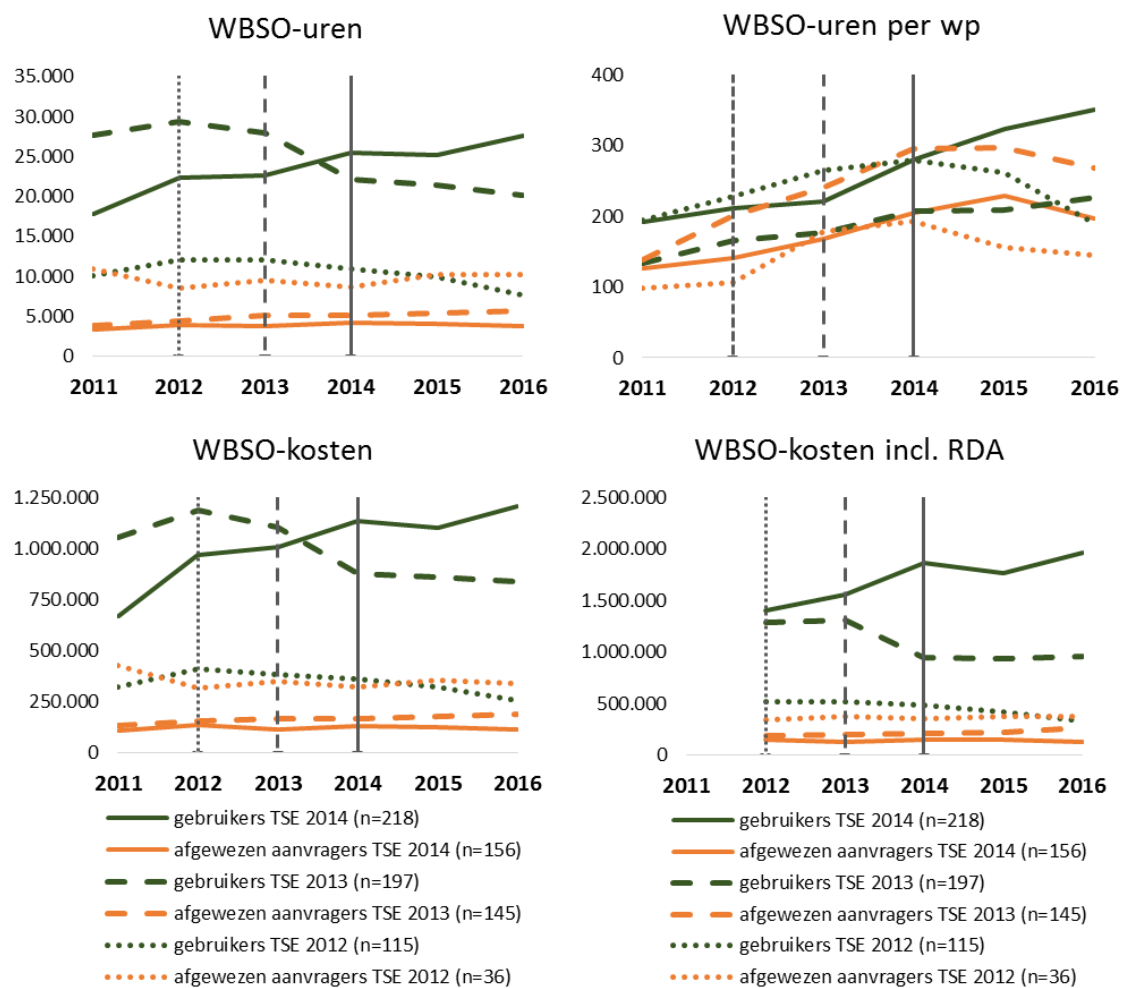 WBSO-uren
35.000
30.000
25.000
20.000
15.000
10.000
5.000
0
2011 2012 2013 2014 2015 2016
WBSO-uren per wp
400
300
200
100
0
2011 2012 2013 2014 2015 2016
WBSO-kosten
1.250.000
1.000.000
750.000
500.000
250.000
0
2011 2012 2013 2014 2015 2016
gebruikers TSE 2014 (n=218)
afgewezen aanvragers TSE 2014 (n=156)
gebruikers TSE 2013 (n=197)
afgewezen aanvragers TSE 2013 (n=145)
gebruikers TSE 2012 (n=115)
afgewezen aanvragers TSE 2012 (n=36)
WBSO-kosten incl. RDA
2.500.000
2.000.000
1.500.000
1.000.000
500.000
0
2011 2012 2013 2014 2015 2016
gebruikers TSE 2014 (n=218)
afgewezen aanvragers TSE 2014 (n=156)
gebruikers TSE 2013 (n=197)
afgewezen aanvragers TSE 2013 (n=145)
gebruikers TSE 2012 (n=115)
afgewezen aanvragers TSE 2012 (n=36)